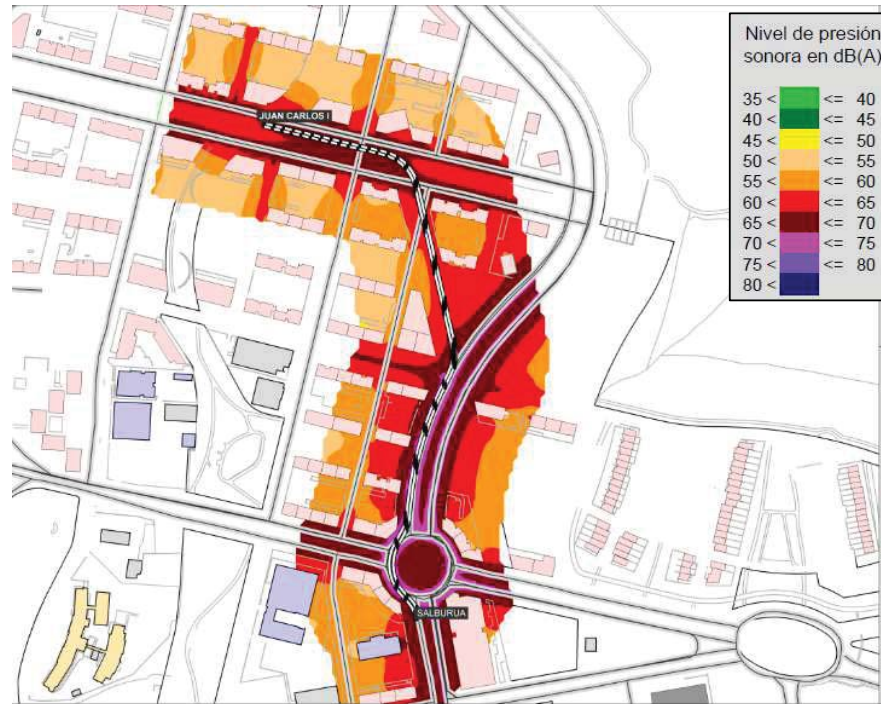 Nivel de presión
sonora en dB(A)
35 < <= 40
40 < <= 45
45 < <= 50
50 < <= 55
55 < <= 60
60 < <= 65
65 < <= 70
70 < <= 75
75 < <= 80
80 <
JUAN CARLOS I
SALBURUA